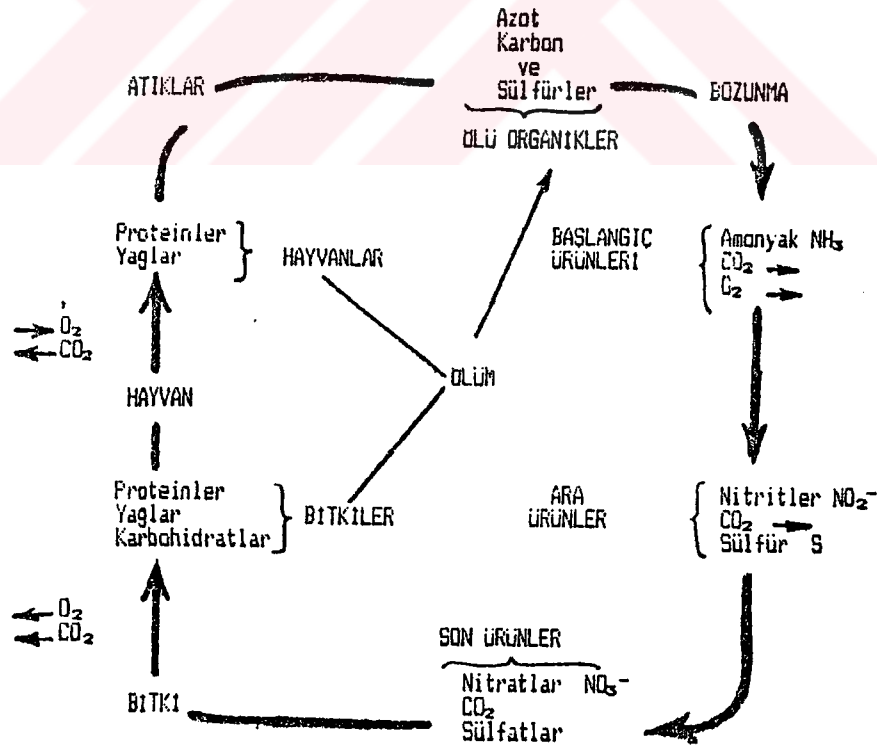 Azot
Karbon
ve
Sülfürler
ATIKLAR
BOZUNMA
ÖLÜ ORGANİKLER
Proteinler
Yaglar
HAYVANLAR
BAŞLANGIÇ
ÜRÜNLERİ
Amonyak NH₃
CO₂
O₂
O₂
CO₂
ÖLÜM
HAYVAN
Proteinler
Yaglar
Karbohidratlar
BİTKİLER
ARA
ÜRÜNLER
Nitritler NO₂⁻
CO₂
Sülfür S
O₂
CO₂
SON ÜRÜNLER
BİTKİ
Nitratlar NO₃⁻
CO₂
Sülfatlar